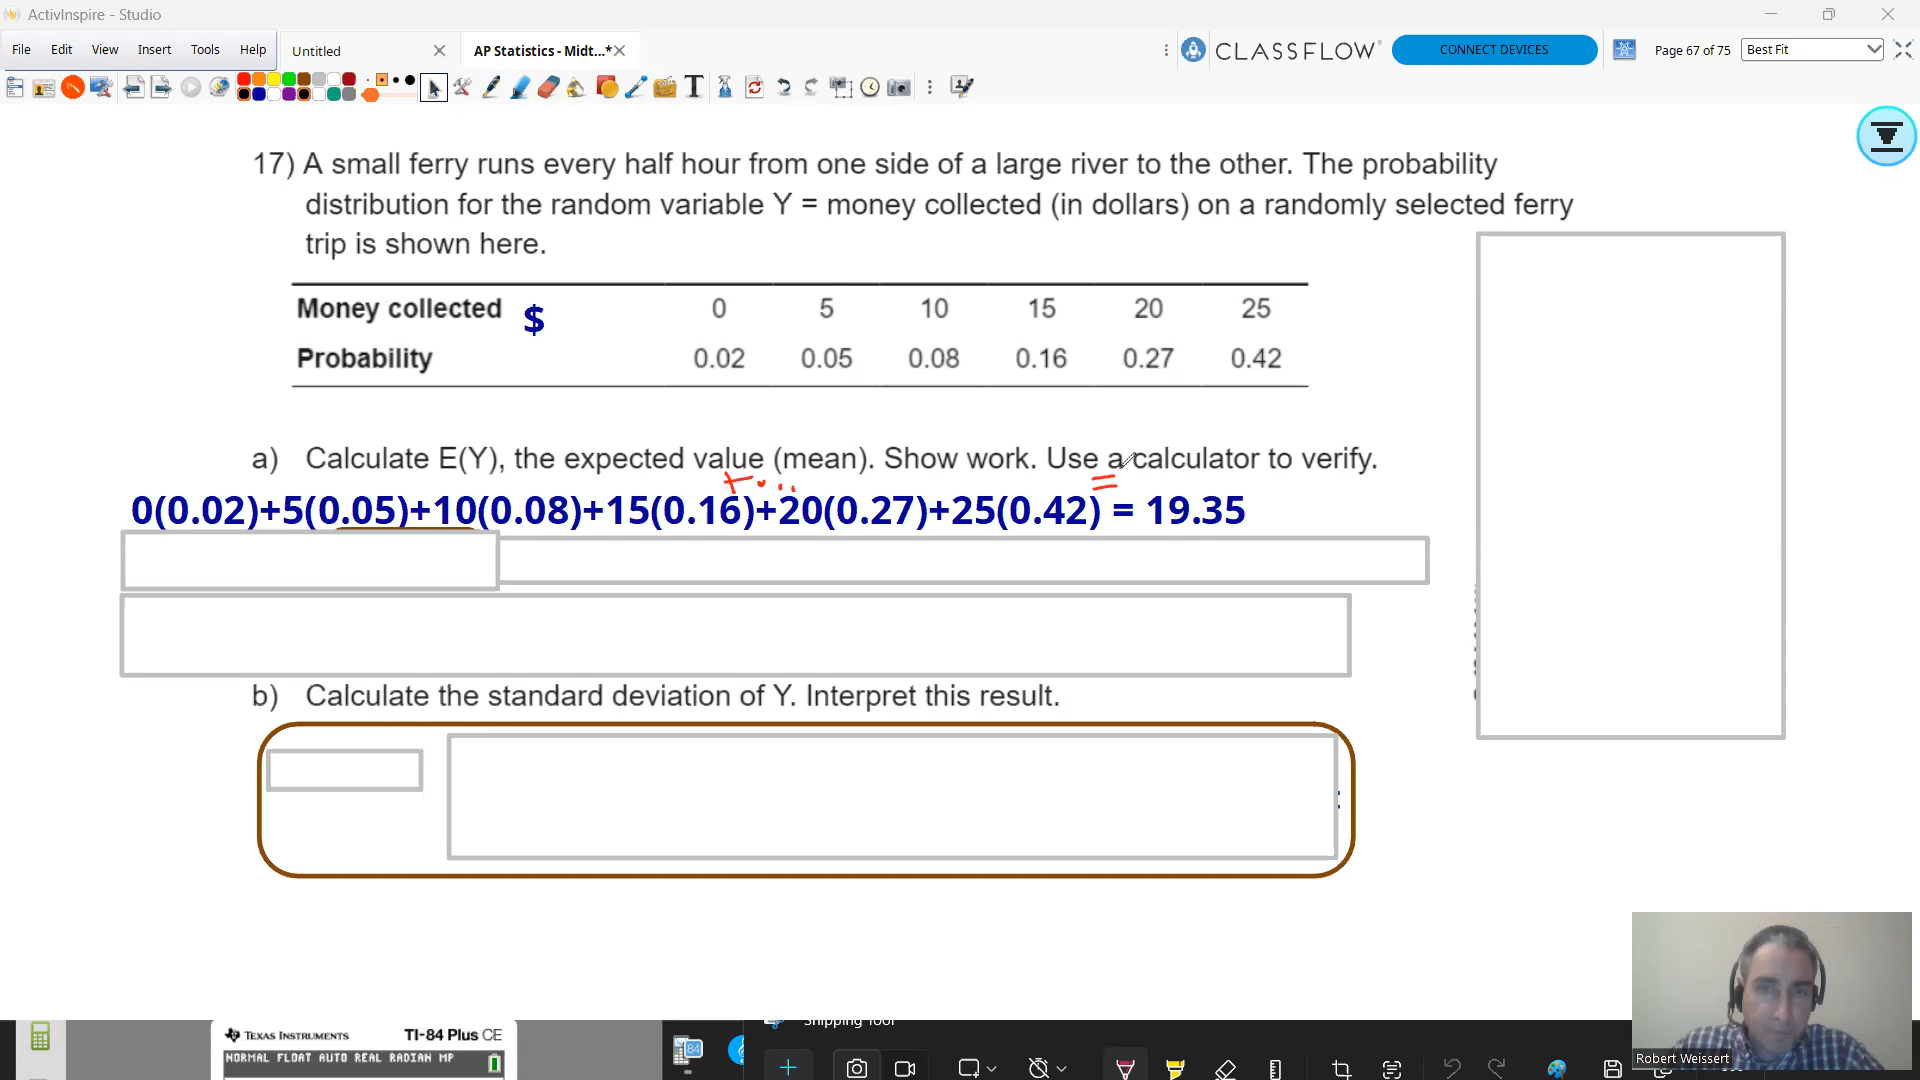 ActivInspire - Studio
File Edit View Insert Tools Help
Untitled
AP Statistics - Midt...*
CLASSFLOW
CONNECT DEVICES
Page 67 of 75
Best Fit
17) A small ferry runs every half hour from one side of a large river to the other. The probability
distribution for the random variable Y = money collected (in dollars) on a randomly selected ferry
trip is shown here.
Money collected $ 0 5 10 15 20 25
Probability 0.02 0.05 0.08 0.16 0.27 0.42
a) Calculate E(Y), the expected value (mean). Show work. Use a calculator to verify.
+... =
0(0.02)+5(0.05)+10(0.08)+15(0.16)+20(0.27)+25(0.42) = 19.35
b) Calculate the standard deviation of Y. Interpret this result.
TEXAS INSTRUMENTS TI-84 Plus CE
NORMAL FLOAT AUTO REAL RADIAN MP
84
Snipping Tool
Robert Weissert